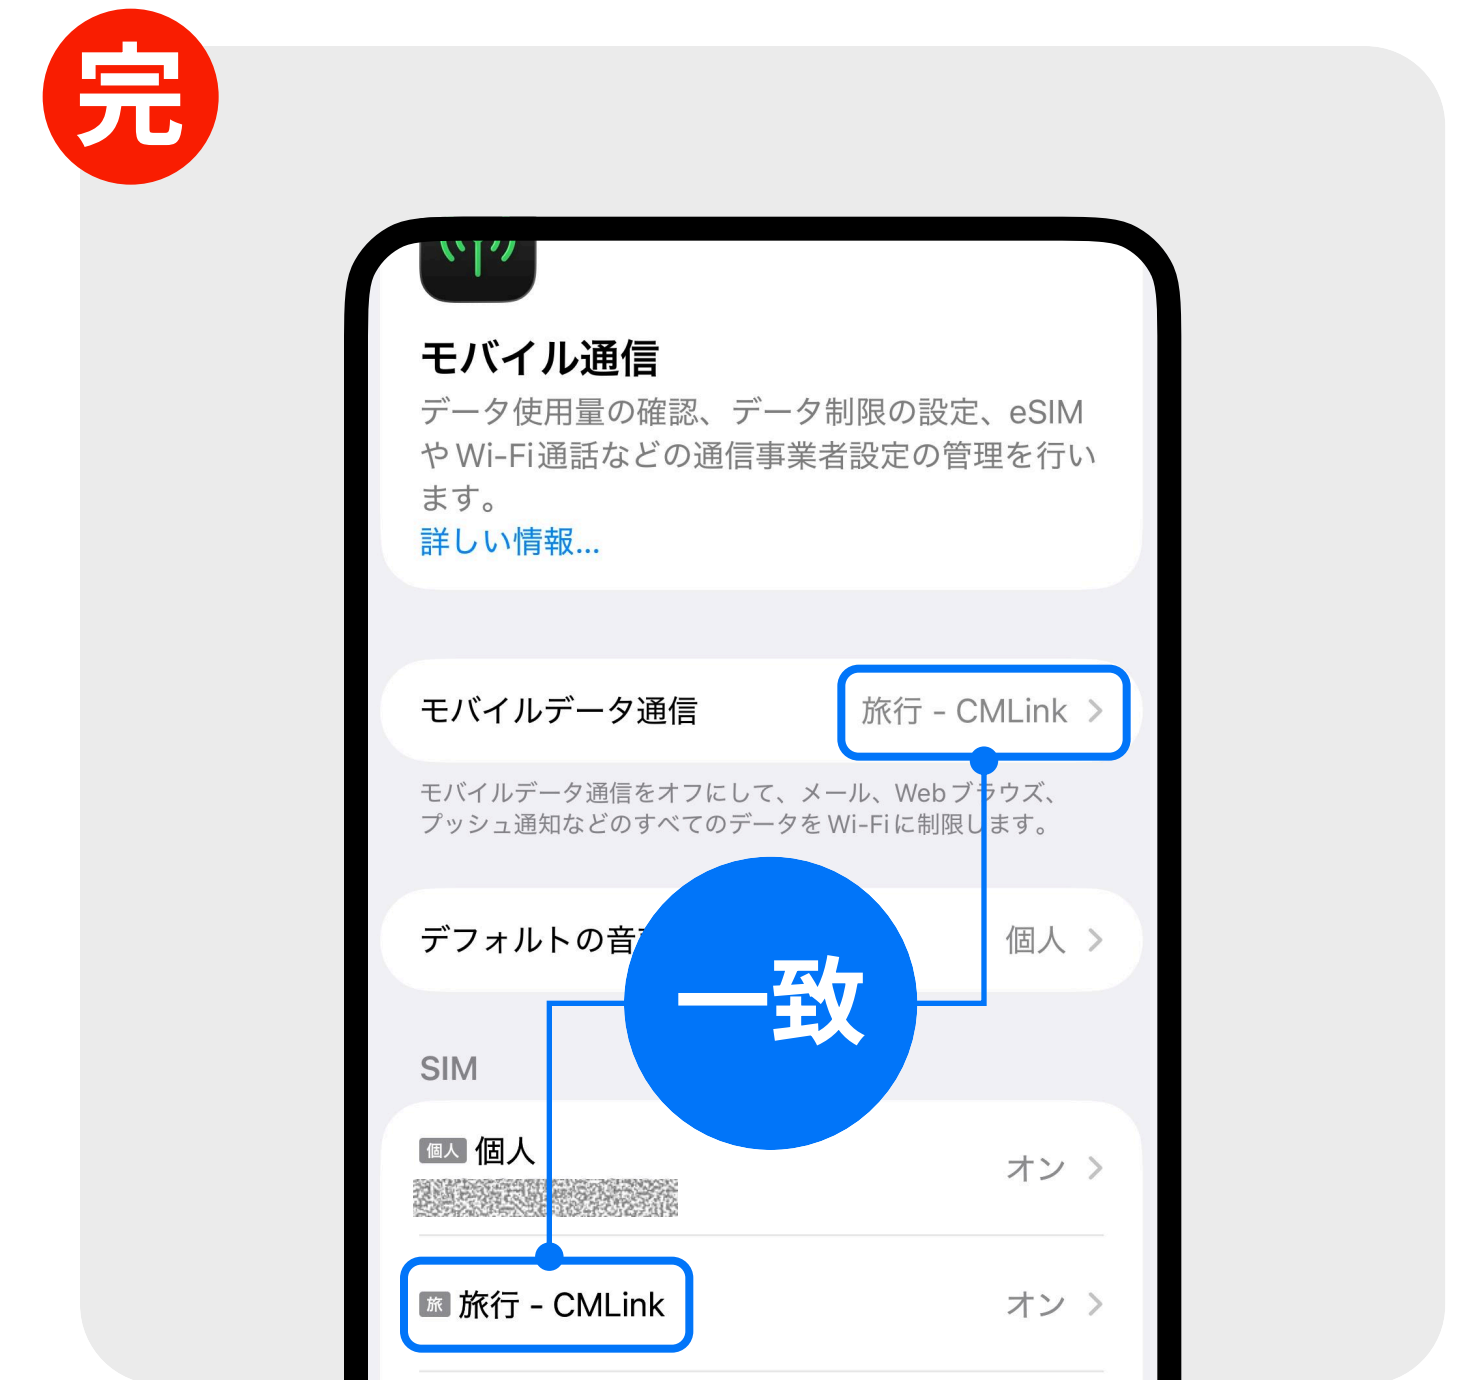 完
モバイル通信
データ使用量の確認、データ制限の設定、eSIM
やWi-Fi通話などの通信事業者設定の管理を行い
ます。
詳しい情報...
モバイルデータ通信
旅行 - CMLink
モバイルデータ通信をオフにして、メール、Webブラウズ、
プッシュ通知などのすべてのデータをWi-Fiに制限します。
デフォルトの音
個人
一致
SIM
個人 個人
オン
旅 旅行 - CMLink
オン